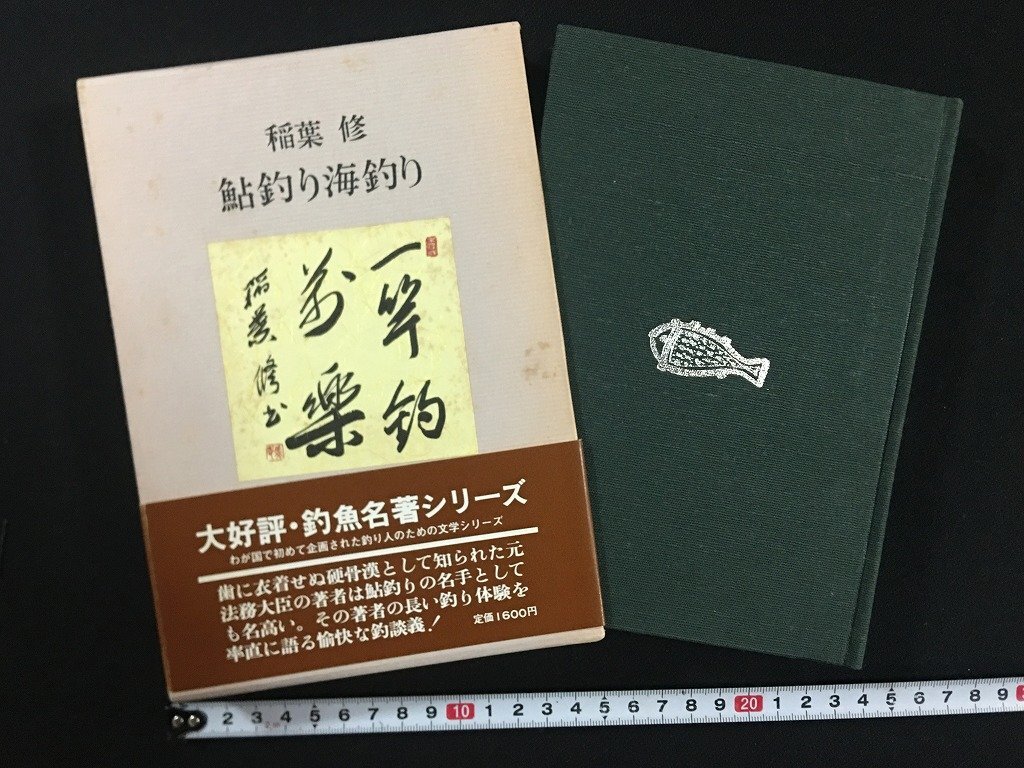 稲葉 修
鮎釣り海釣り
一竿釣
萬樂
稲葉修書
大好評・釣魚名著シリーズ
わが国で初めて企画された釣り人のための文学シリーズ
歯に衣着せぬ硬骨漢として知られた元
法務大臣の著者は鮎釣りの名手として
も名高い。その著者の長い釣り体験を
率直に語る愉快な釣談義!
定価1600円
2 3 4 5 6 7 8 9 10 1 2 3 4 5 6 7 8 9 20 1 2 3 4 5 6 7 8 9